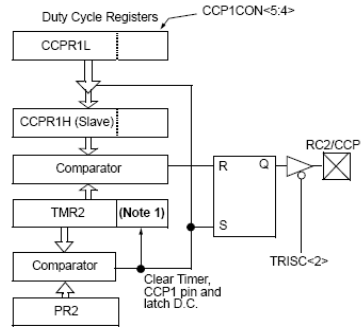 Duty Cycle Registers
CCP1CON<5:4>
CCPR1L
CCPR1H (Slave)
Comparator
R
Q
RC2/CCP
TMR2
(Note 1)
S
TRISC<2>
Comparator
Clear Timer,
CCP1 pin and
latch D.C.
PR2